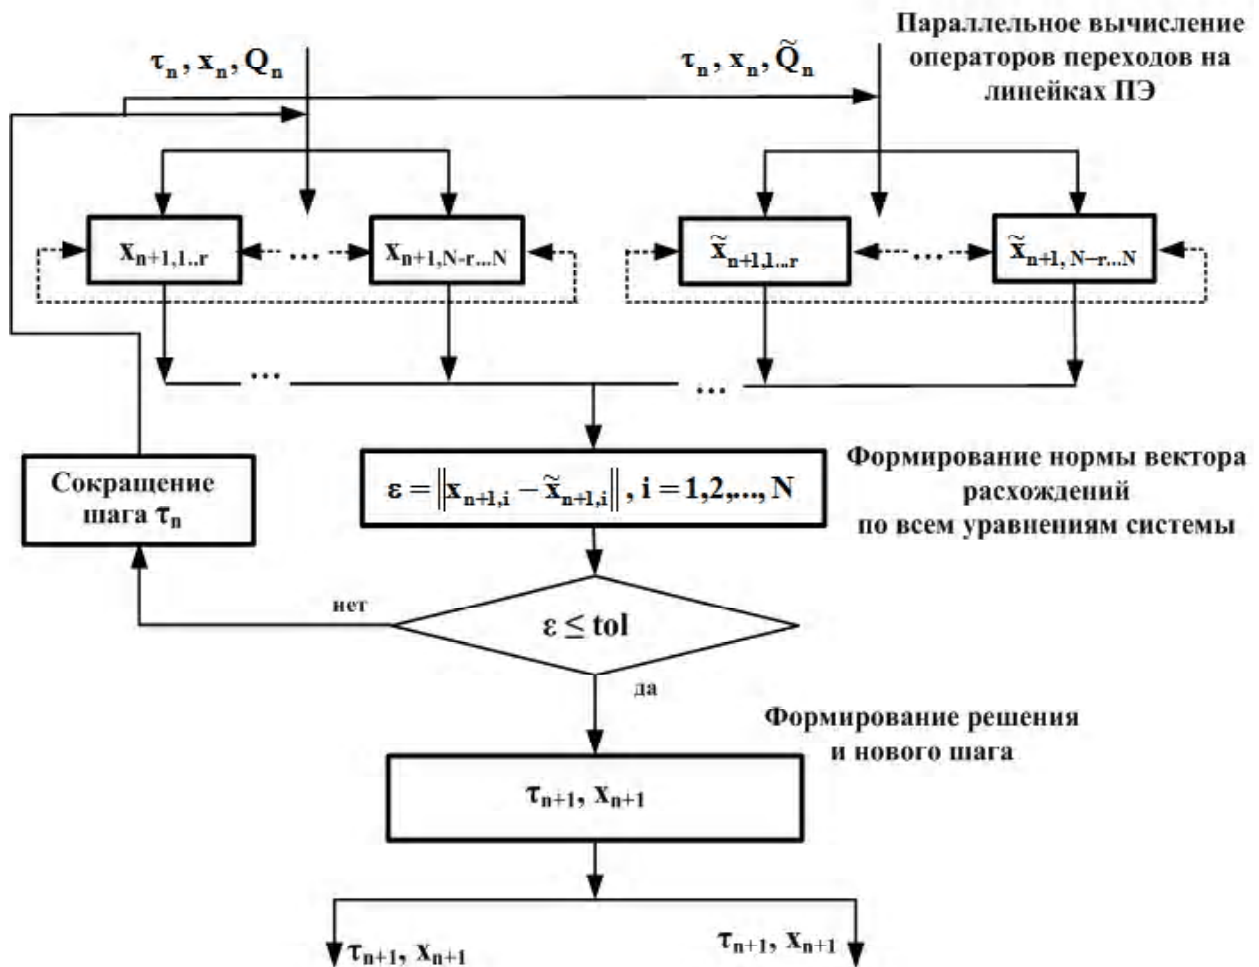 Параллельное вычисление
операторов переходов на
линейках ПЭ
τₙ, xₙ, Qₙ
τₙ, xₙ, Q̃ₙ
xₙ₊₁,₁..ᵣ
...
xₙ₊₁,N-r...N
x̃ₙ₊₁,₁...ᵣ
...
x̃ₙ₊₁, N–r...N
...
...
Сокращение
шага τₙ
ε = ‖xₙ₊₁,ᵢ − x̃ₙ₊₁,ᵢ‖, i = 1,2,..., N
Формирование нормы вектора
расхождений
по всем уравнениям системы
нет
ε ≤ tol
да
Формирование решения
и нового шага
τₙ₊₁, xₙ₊₁
τₙ₊₁, xₙ₊₁
τₙ₊₁, xₙ₊₁